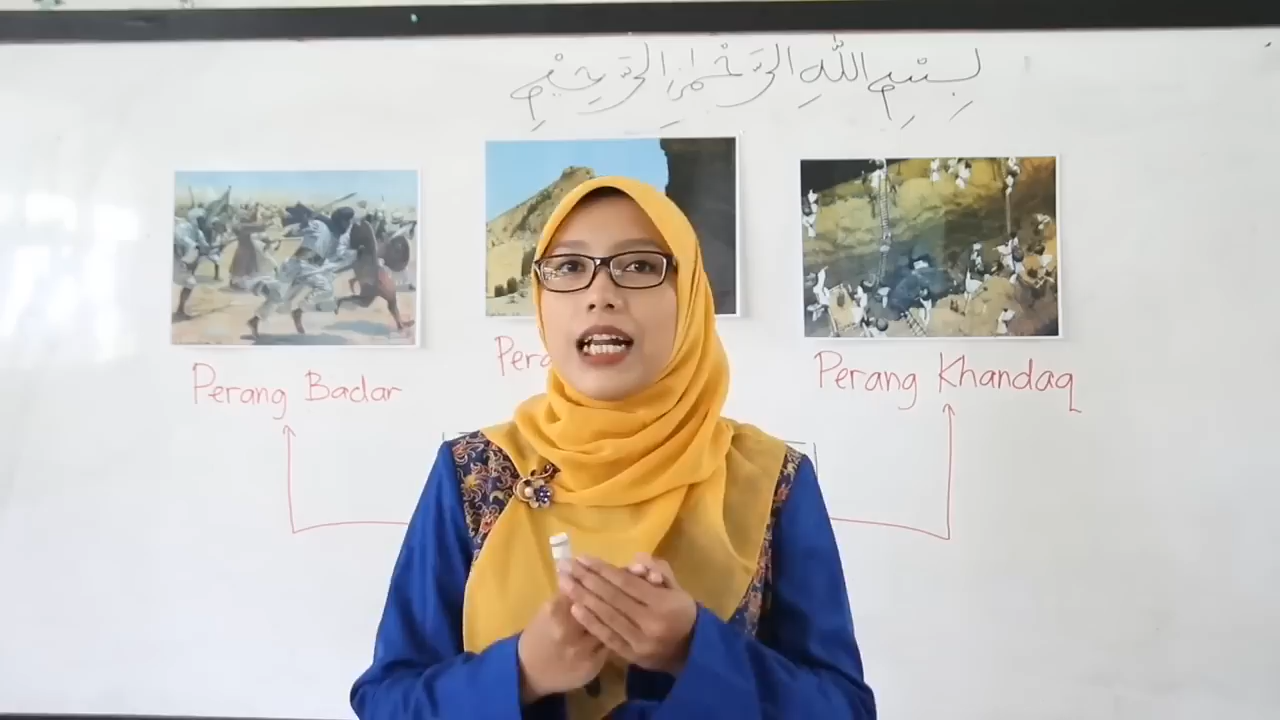 بِسْمِ اللهِ الرَّحْمٰنِ الرَّحِيْمِ
Perang Badar
Perang Khandaq